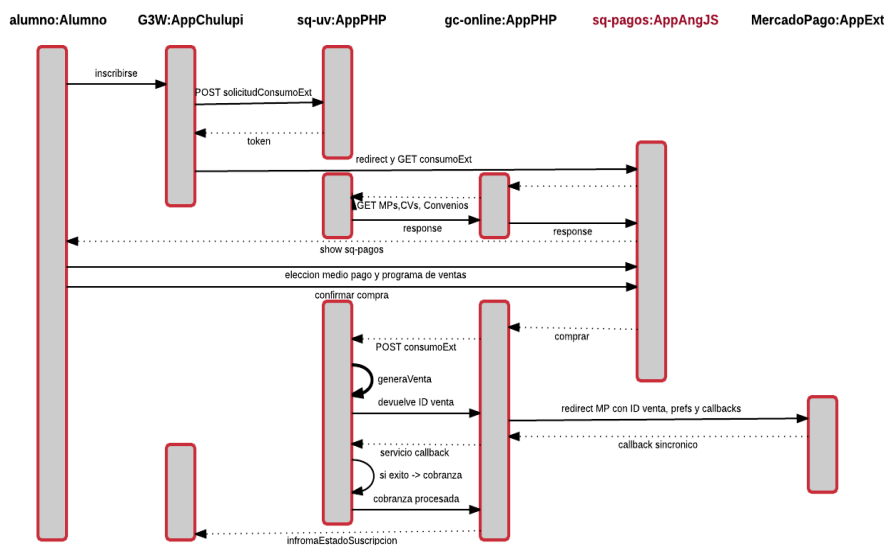 alumno:Alumno G3W:AppChulupi sq-uv:AppPHP gc-online:AppPHP sq-pagos:AppAngJS MercadoPago:AppExt
inscribirse
POST solicitudConsumoExt
token
redirect y GET consumoExt
GET MPs,CVs, Convenios
response response
show sq-pagos
eleccion medio pago y programa de ventas
confirmar compra
comprar
POST consumoExt
generaVenta
devuelve ID venta
redirect MP con ID venta, prefs y callbacks
servicio callback
callback sincronico
si exito -> cobranza
cobranza procesada
infromaEstadoSuscripcion